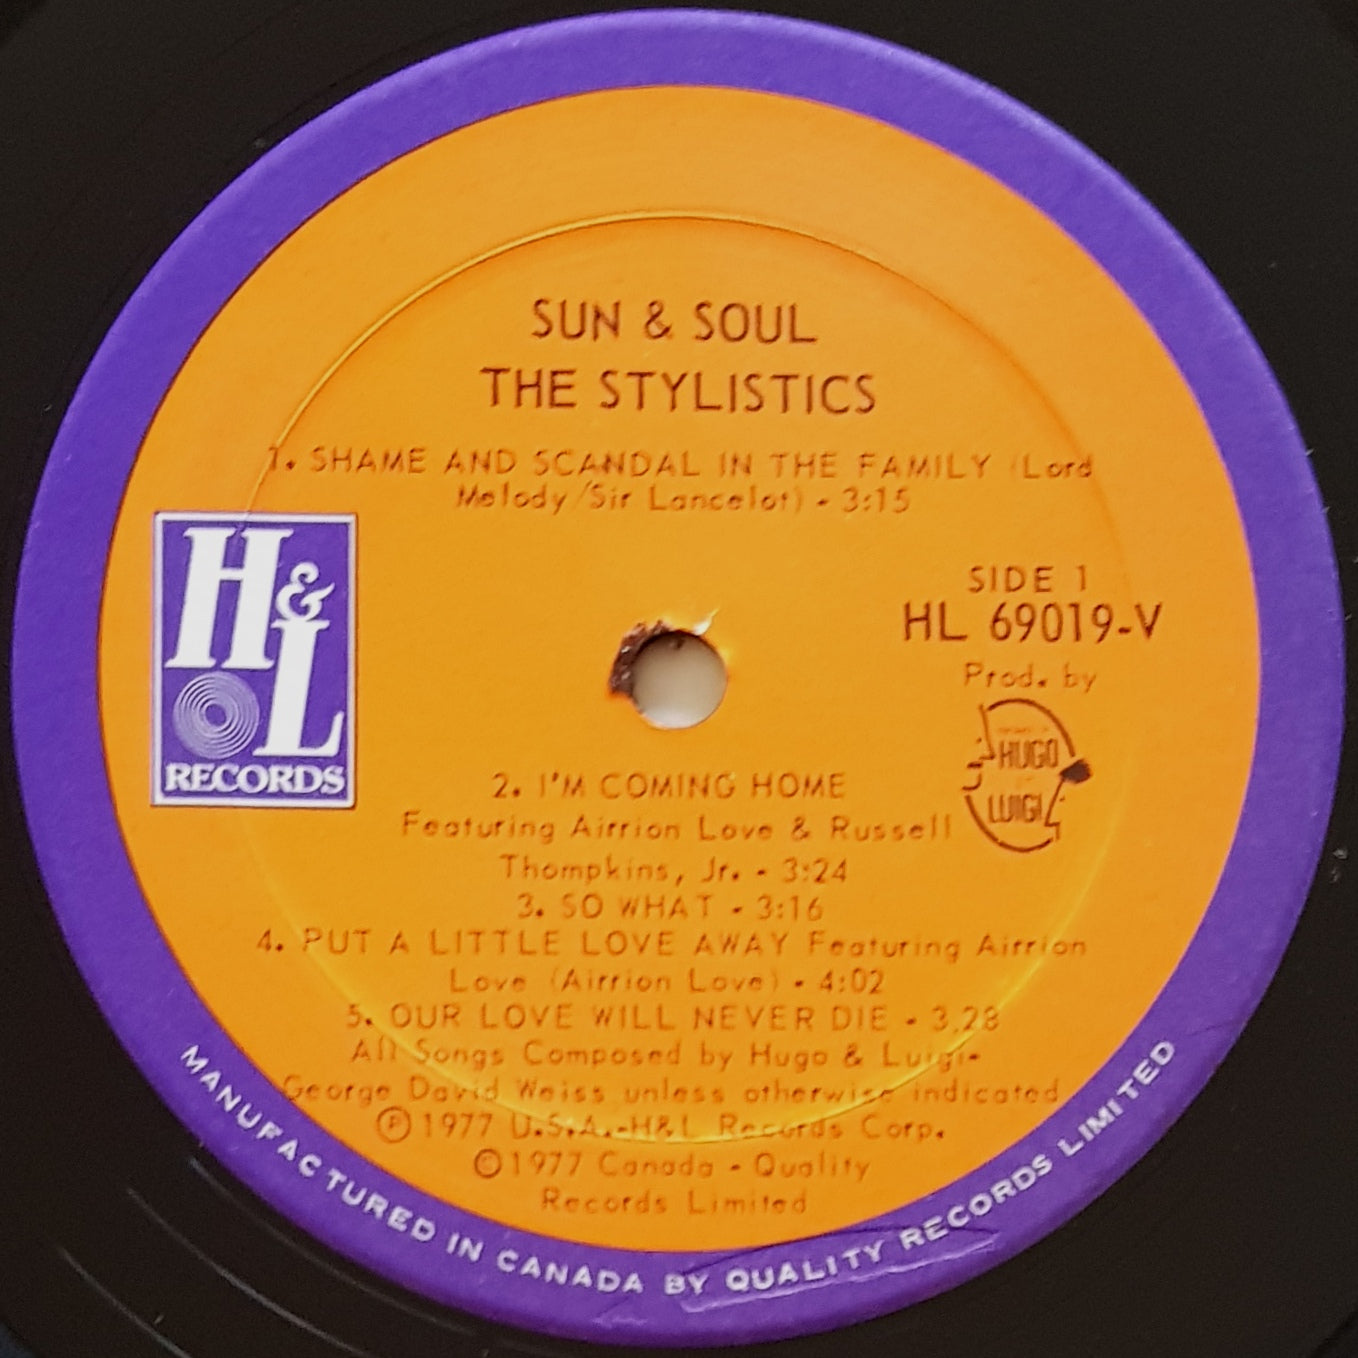 SUN & SOUL
THE STYLISTICS
1. SHAME AND SCANDAL IN THE FAMILY (Lord
Melody/Sir Lancelot) - 3:15
H&L
RECORDS
SIDE 1
HL 69019-V
Prod. by
HUGO
LUIGI
2. I'M COMING HOME
Featuring Airrion Love & Russell
Thompkins, Jr. - 3:24
3. SO WHAT - 3:16
4. PUT A LITTLE LOVE AWAY Featuring Airrion
Love (Airrion Love) - 4:02
5. OUR LOVE WILL NEVER DIE - 3.28
All Songs Composed by Hugo & Luigi-
George David Weiss unless otherwise indicated
Ⓟ 1977 U.S.A.-H&L Records Corp.
©1977 Canada - Quality
Records Limited
MANUFACTURED IN CANADA BY QUALITY RECORDS LIMITED